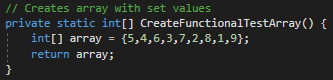 // Creates array with set values
private static int[] CreateFunctionalTestArray() {
    int[] array = {5,4,6,3,7,2,8,1,9};
    return array;
}